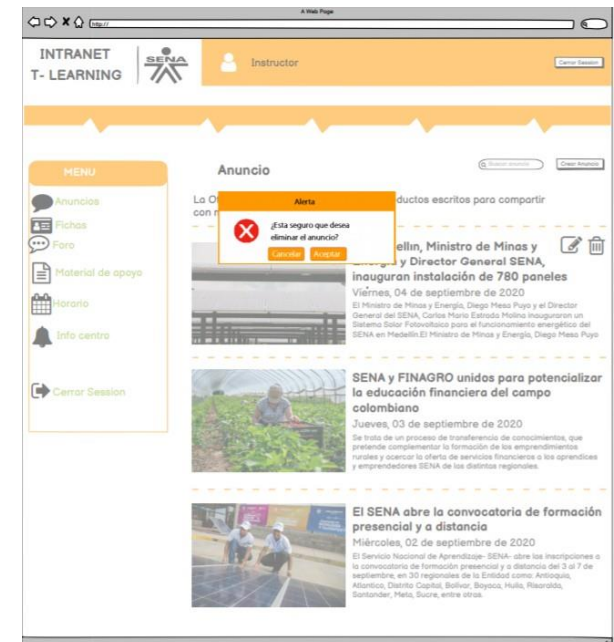 A Web Page
http://
INTRANET
T- LEARNING
SENA
Instructor
Cerrar Session
MENU
Anuncios
Fichas
Foro
Material de apoyo
Horario
Info centro
Cerrar Session
Anuncio
Buscar anuncio
Crear Anuncio
La O
ductos escritos para compartir
con
Alerta
¿Esta seguro que desea
eliminar el anuncio?
Cancelar
Aceptar
ellin, Ministro de Minas y
y Director General SENA,
inauguran instalación de 780 paneles
Viernes, 04 de septiembre de 2020
El Ministro de Minas y Energia, Diego Mesa Puyo y el Director
General del SENA, Carlos Mario Estrada Molina inauguraron un
Sistema Solar Fotovoltaico para el funcionamiento energético del
SENA en Medellín.El Ministro de Minas y Energia, Diego Mesa Puyo
SENA y FINAGRO unidos para potencializar
la educación financiera del campo
colombiano
Jueves, 03 de septiembre de 2020
Se trata de un proceso de transferencia de conocimientos, que
pretende complementar la formación de los emprendimientos
rurales y acercar la oferta de servicios financieros a los aprendices
y emprendedores SENA de las distintas regionales.
El SENA abre la convocatoria de formación
presencial y a distancia
Miércoles, 02 de septiembre de 2020
El Servicio Nacional de Aprendizaje- SENA- abre las inscripciones a
la convocatoria de formación presencial y a distancia del 3 al 7 de
septiembre, en 30 regionales de la Entidad como: Antioquia,
Atlantico, Distrito Capital, Bolivar, Boyaca, Huila, Risaralda,
Santander, Meta, Sucre, entre otras.